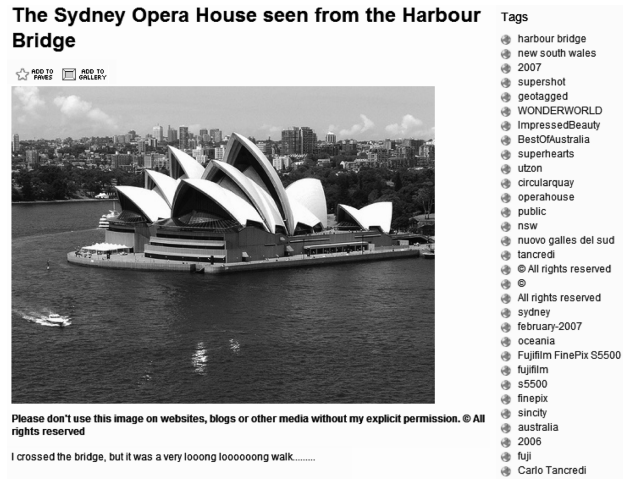 The Sydney Opera House seen from the Harbour
Bridge
ADD TO
FAVES
ADD TO
GALLERY
Please don't use this image on websites, blogs or other media without my explicit permission. © All
rights reserved
I crossed the bridge, but it was a very looong loooooong walk.........
Tags
harbour bridge
new south wales
2007
supershot
geotagged
WONDERWORLD
ImpressedBeauty
BestOfAustralia
superhearts
utzon
circularquay
operahouse
public
nsw
nuovo galles del sud
tancredi
© All rights reserved
©
All rights reserved
sydney
february-2007
oceania
Fujifilm FinePix S5500
fujifilm
s5500
finepix
sincity
australia
2006
fuji
Carlo Tancredi